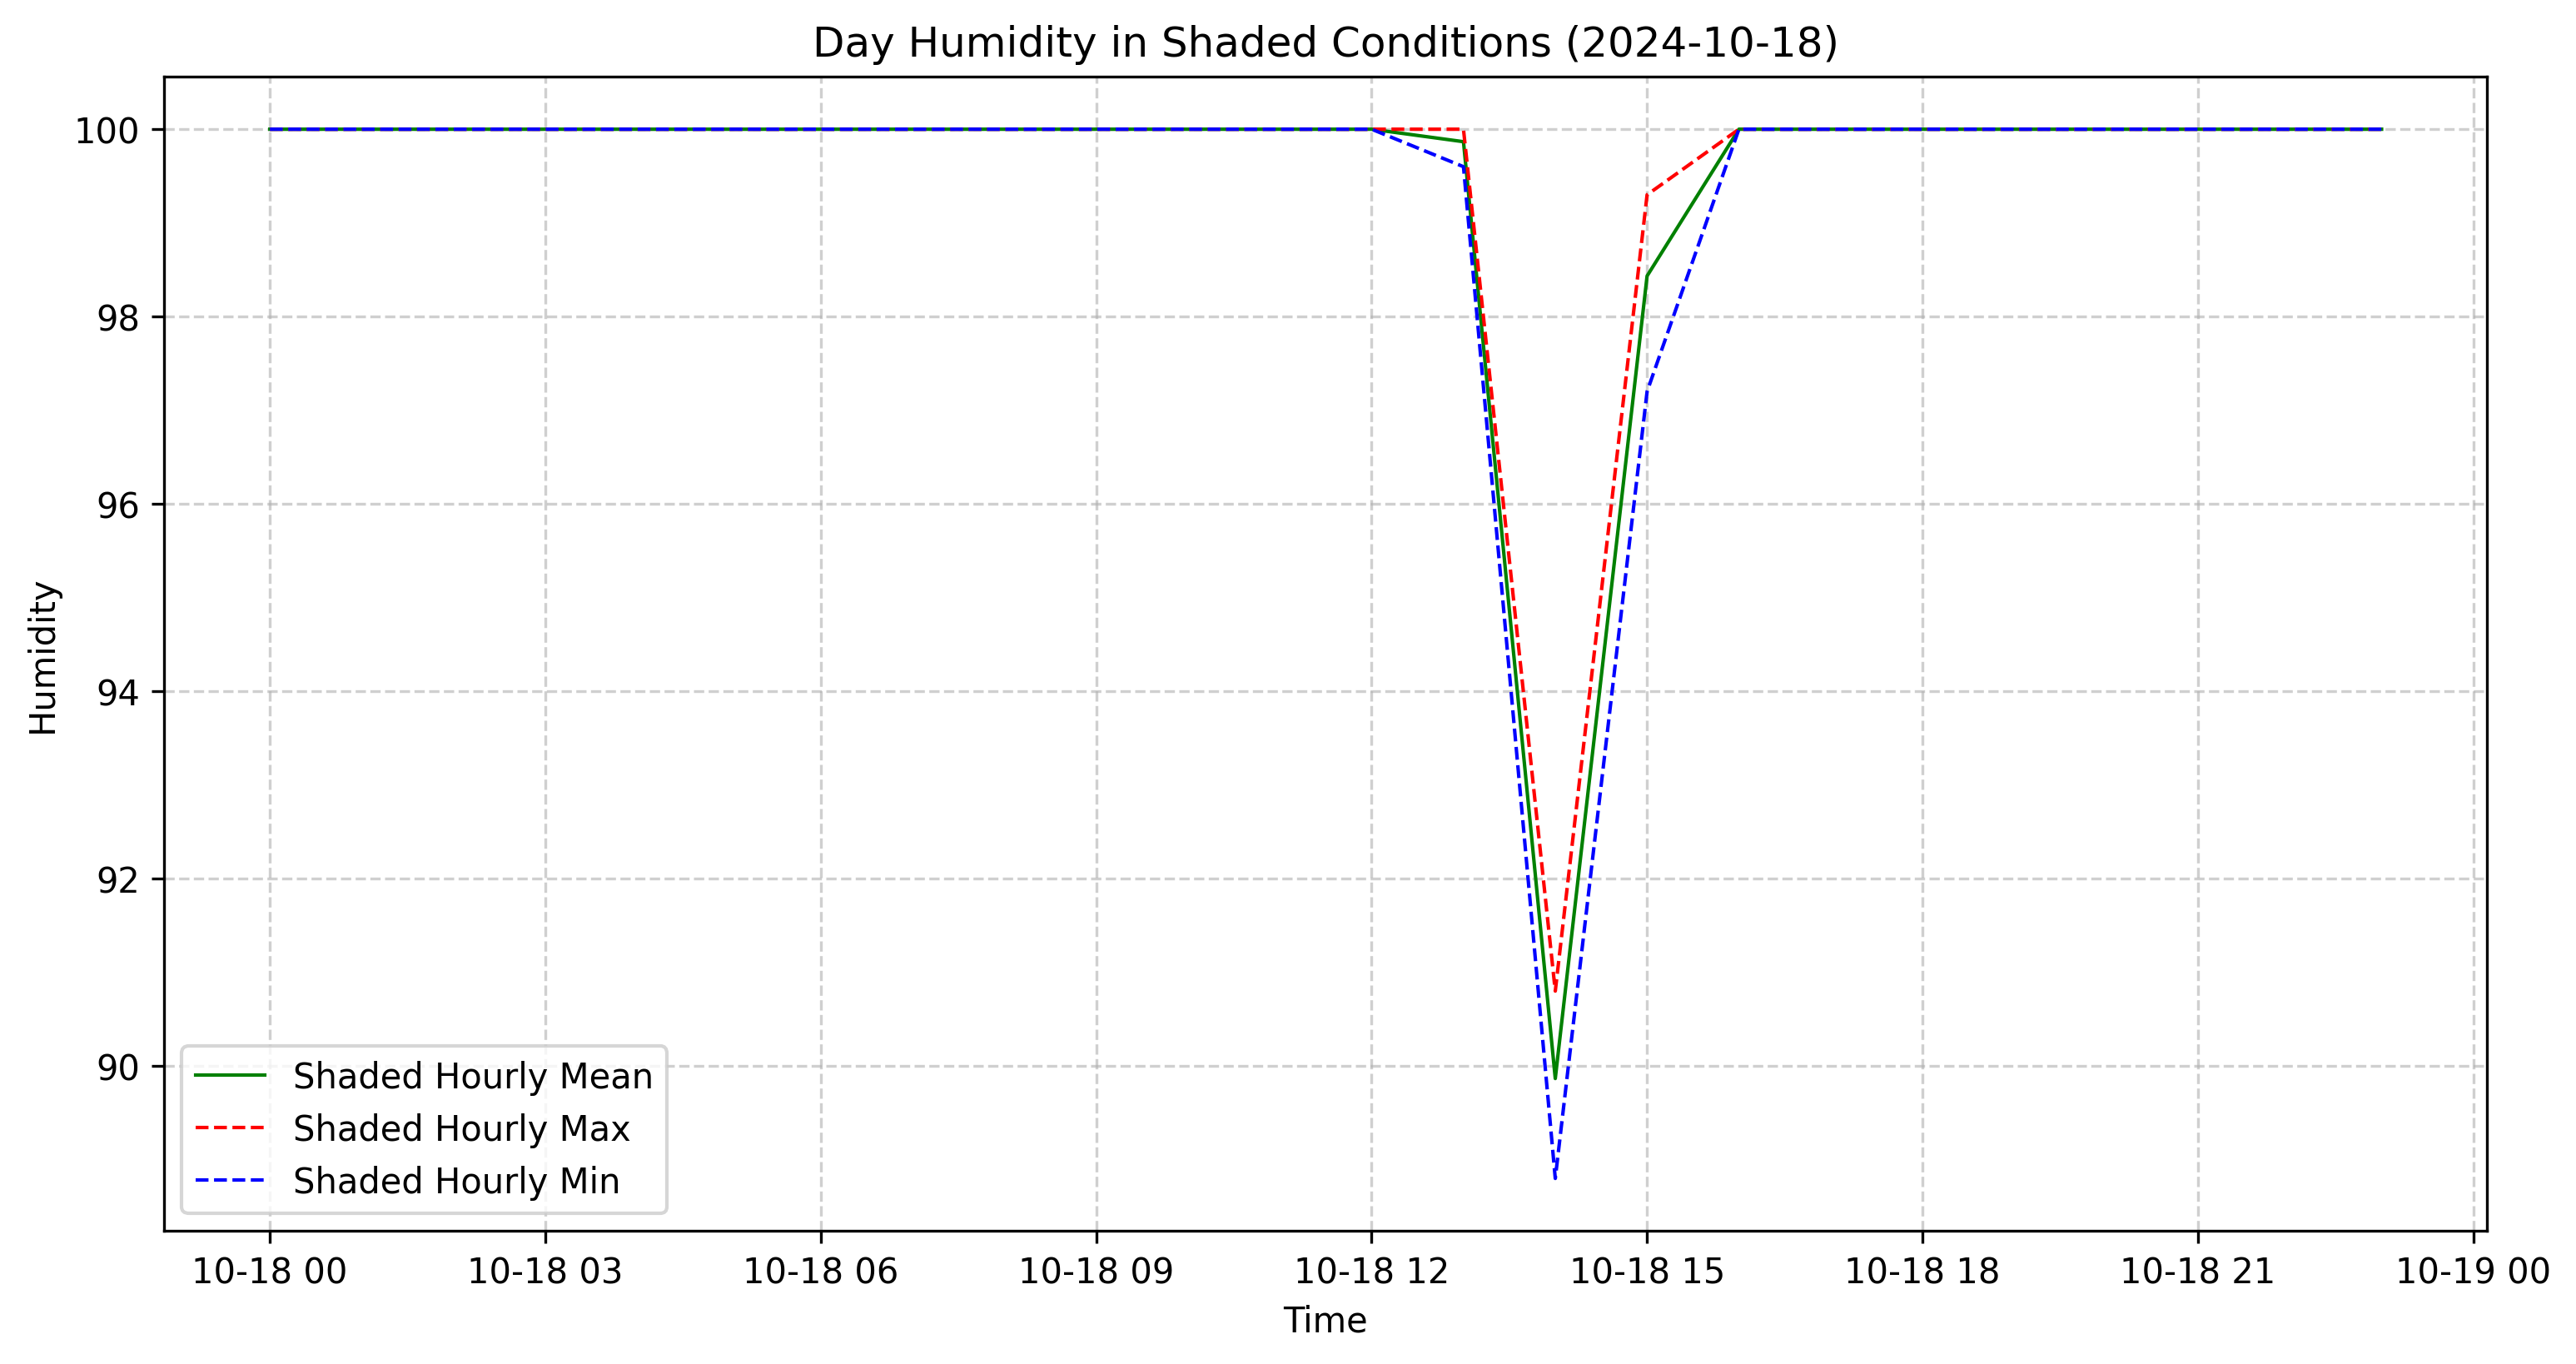 Day Humidity in Shaded Conditions (2024-10-18)
100
98
96
94
92
90
Humidity
Shaded Hourly Mean
Shaded Hourly Max
Shaded Hourly Min
10-18 00 10-18 03 10-18 06 10-18 09 10-18 12 10-18 15 10-18 18 10-18 21 10-19 00
Time